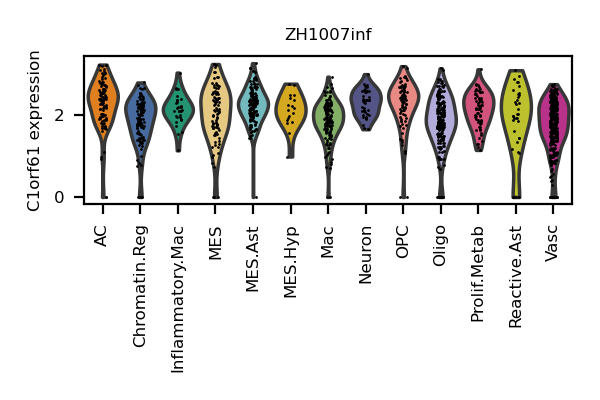 ZH1007inf
C1orf61 expression
2
0
AC
Chromatin.Reg
Inflammatory.Mac
MES
MES.Ast
MES.Hyp
Mac
Neuron
OPC
Oligo
Prolif.Metab
Reactive.Ast
Vasc